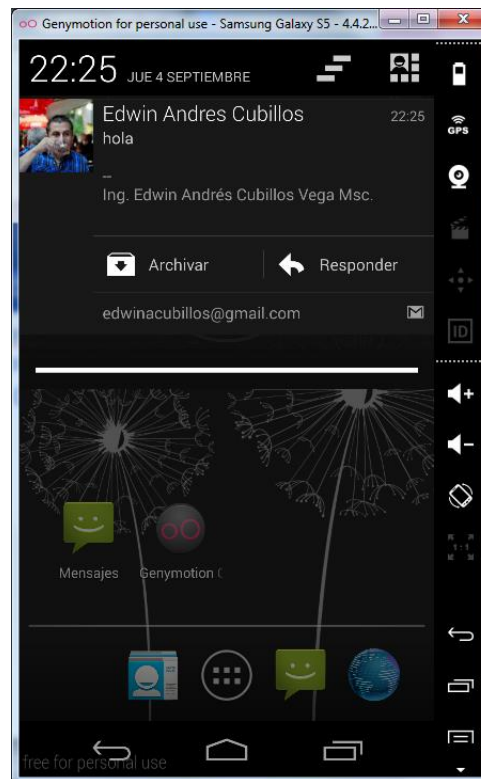 Genymotion for personal use - Samsung Galaxy S5 - 4.4.2...
22:25 JUE 4 SEPTIEMBRE
Edwin Andres Cubillos 22:25
hola
--
Ing. Edwin Andrés Cubillos Vega Msc.
Archivar Responder
edwinacubillos@gmail.com
GPS
ID
1:1
Mensajes Genymotion
free for personal use